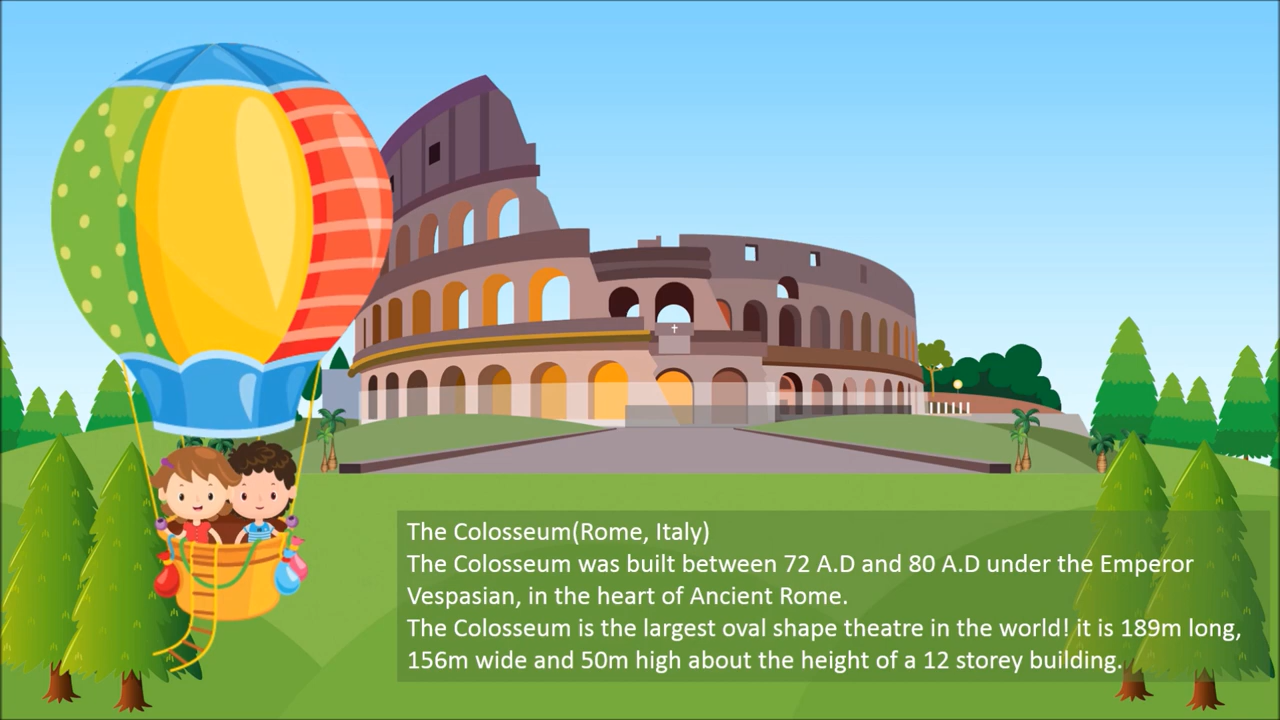 The Colosseum(Rome, Italy)
The Colosseum was built between 72 A.D and 80 A.D under the Emperor
Vespasian, in the heart of Ancient Rome.
The Colosseum is the largest oval shape theatre in the world! it is 189m long,
156m wide and 50m high about the height of a 12 storey building.